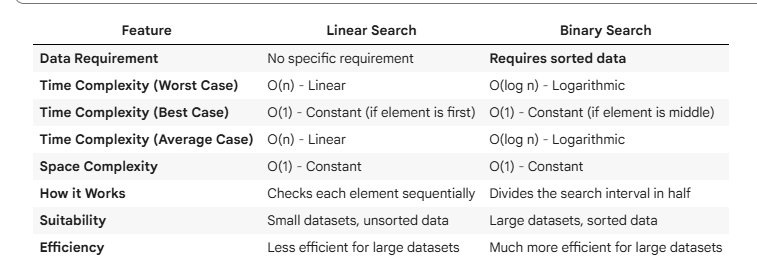 Feature Linear Search Binary Search
Data Requirement No specific requirement Requires sorted data
Time Complexity (Worst Case) O(n) - Linear O(log n) - Logarithmic
Time Complexity (Best Case) O(1) - Constant (if element is first) O(1) - Constant (if element is middle)
Time Complexity (Average Case) O(n) - Linear O(log n) - Logarithmic
Space Complexity O(1) - Constant O(1) - Constant
How it Works Checks each element sequentially Divides the search interval in half
Suitability Small datasets, unsorted data Large datasets, sorted data
Efficiency Less efficient for large datasets Much more efficient for large datasets